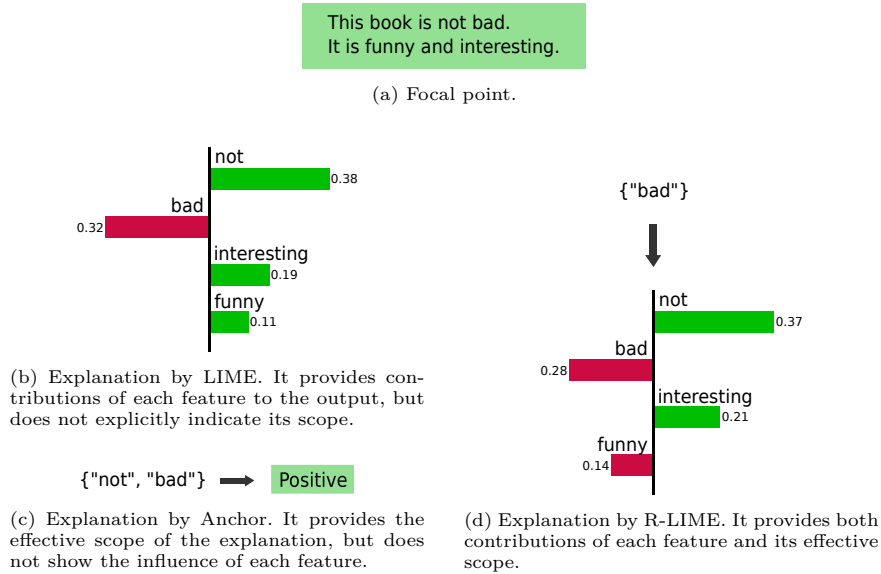 This book is not bad.
It is funny and interesting.
(a) Focal point.
not
0.38
bad
0.32
interesting
0.19
funny
0.11
(b) Explanation by LIME. It provides con-
tributions of each feature to the output, but
does not explicitly indicate its scope.
{"not", "bad"}
Positive
(c) Explanation by Anchor. It provides the
effective scope of the explanation, but does
not show the influence of each feature.
{"bad"}
not
0.37
bad
0.28
interesting
0.21
funny
0.14
(d) Explanation by R-LIME. It provides both
contributions of each feature and its effective
scope.